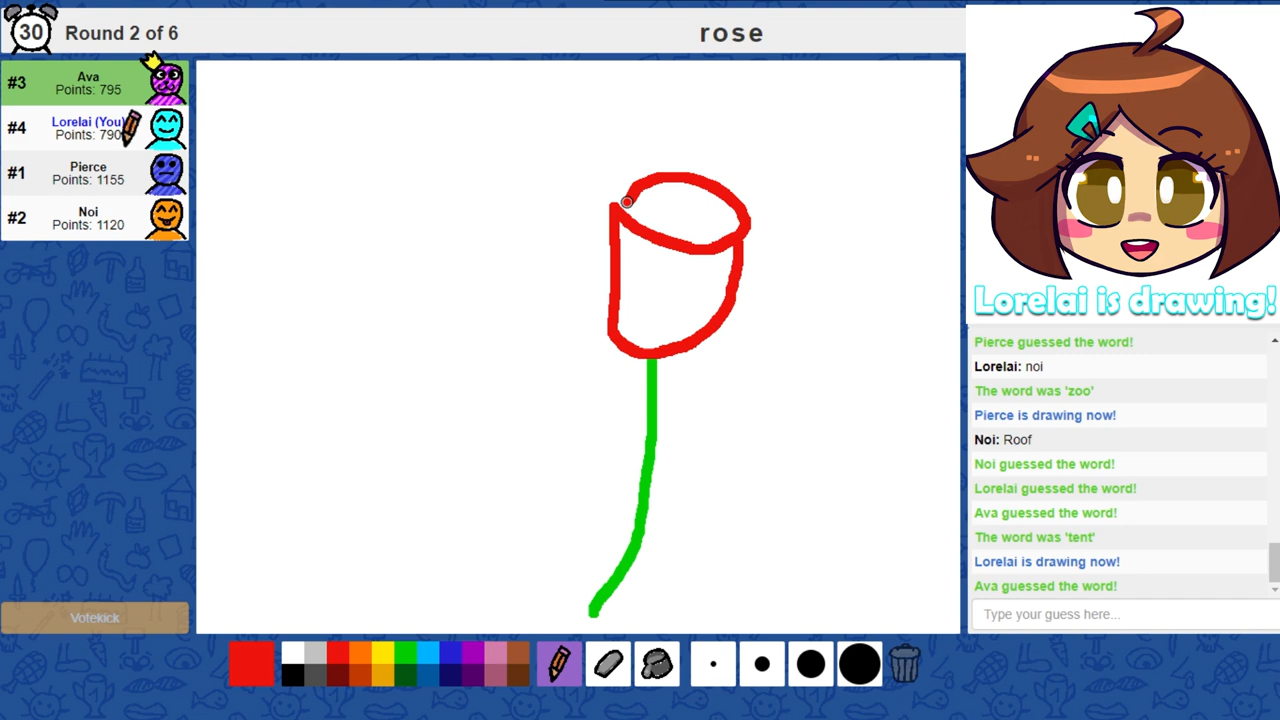 30
Round 2 of 6
rose
#3
Ava
Points: 795
#4
Lorelai (You)
Points: 790
#1
Pierce
Points: 1155
#2
Noi
Points: 1120
Votekick
Lorelai is drawing!
Pierce guessed the word!
Lorelai: noi
The word was 'zoo'
Pierce is drawing now!
Noi: Roof
Noi guessed the word!
Lorelai guessed the word!
Ava guessed the word!
The word was 'tent'
Lorelai is drawing now!
Ava guessed the word!
Type your guess here...